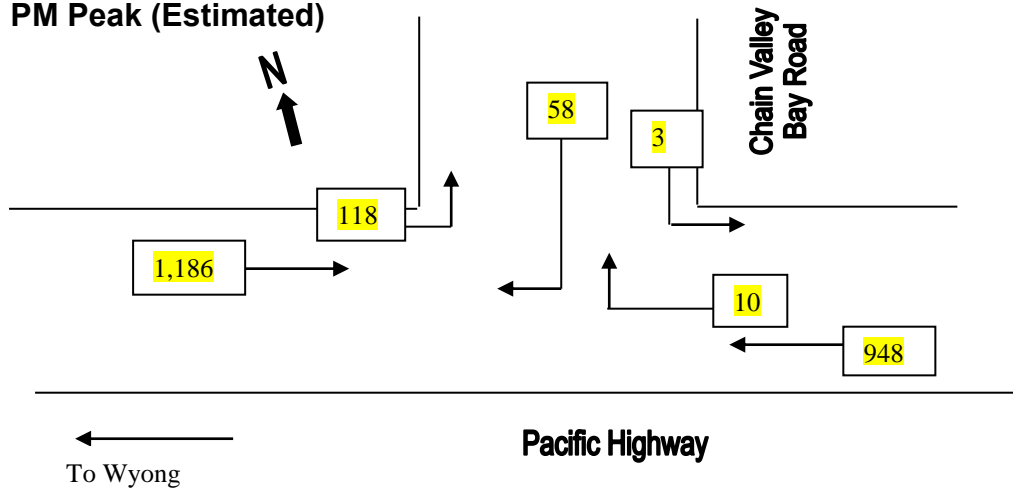 PM Peak (Estimated)
N
Chain Valley
Bay Road
58
3
118
1,186
10
948
Pacific Highway
To Wyong